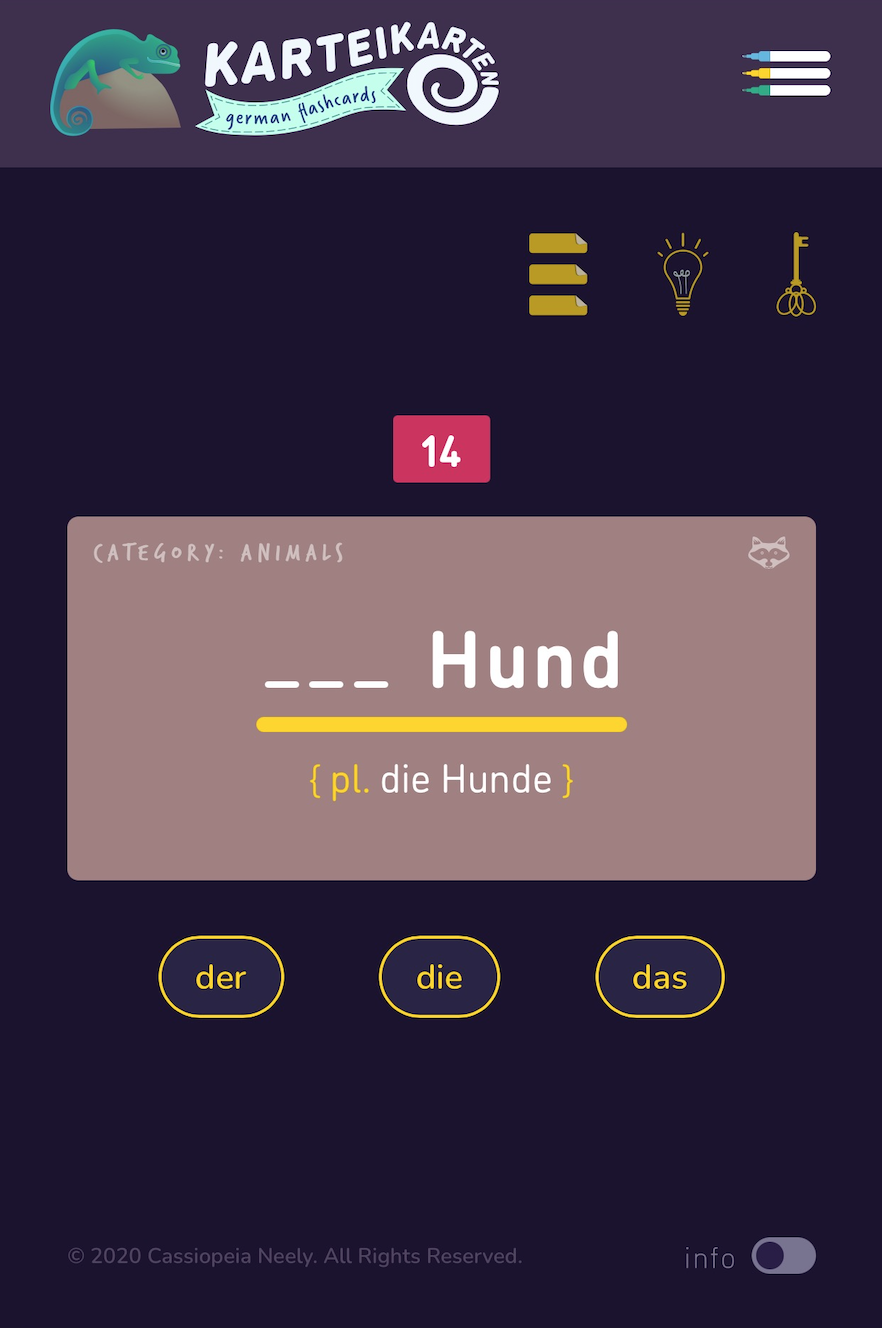 KARTEIKARTEN
german flashcards
14
CATEGORY: ANIMALS
___ Hund
{ pl. die Hunde }
der die das
© 2020 Cassiopeia Neely. All Rights Reserved.
info